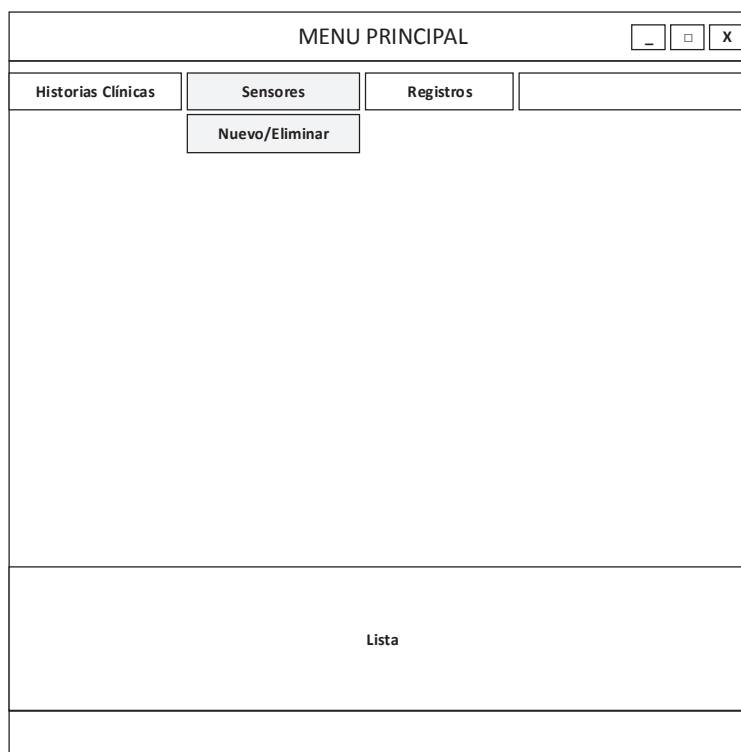 MENU PRINCIPAL _ □ X
Historias Clínicas Sensores Registros
Nuevo/Eliminar
Lista